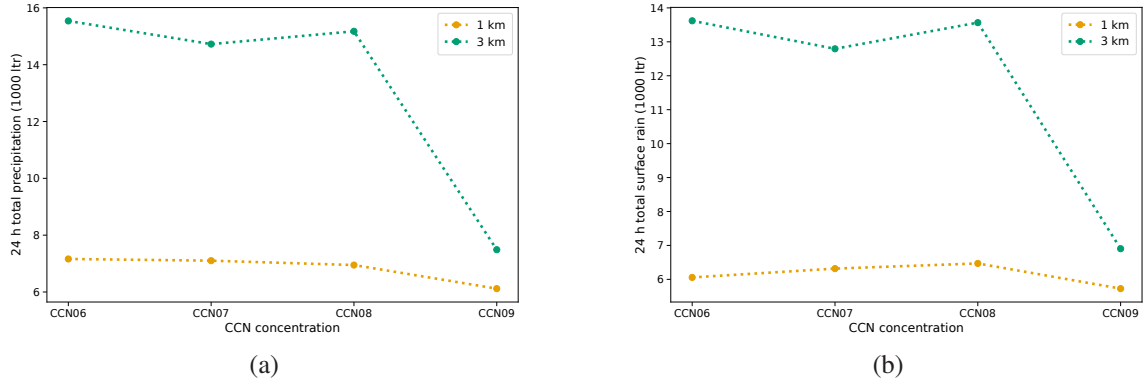 16
14
12
10
8
6
24 h total precipitation (1000 ltr)
1 km
3 km
CCN06
CCN07
CCN08
CCN09
CCN concentration
(a)
14
13
12
11
10
9
8
7
6
24 h total surface rain (1000 ltr)
1 km
3 km
CCN06
CCN07
CCN08
CCN09
CCN concentration
(b)